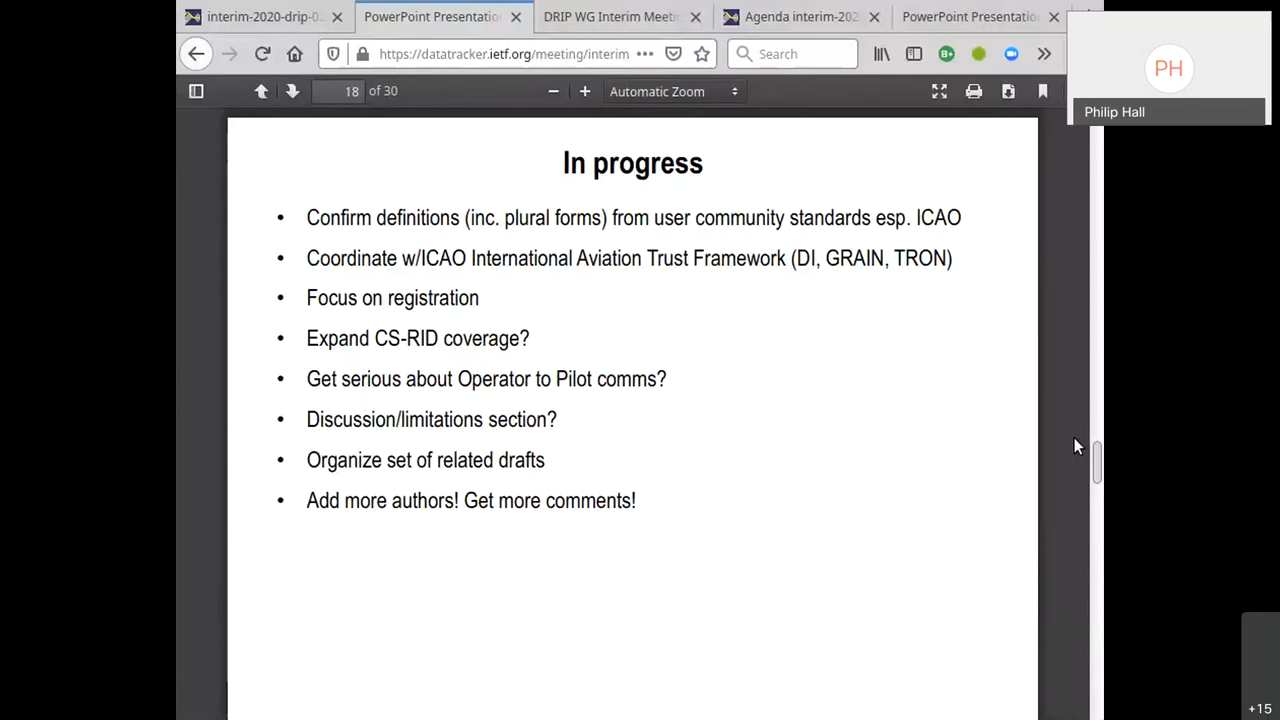 interim-2020-drip-0
PowerPoint Presentatio
DRIP WG Interim Meeti
Agenda interim-202
PowerPoint Presentatio
https://datatracker.ietf.org/meeting/interim
Search
18 of 30
Automatic Zoom
PH
Philip Hall
In progress
• Confirm definitions (inc. plural forms) from user community standards esp. ICAO
• Coordinate w/ICAO International Aviation Trust Framework (DI, GRAIN, TRON)
• Focus on registration
• Expand CS-RID coverage?
• Get serious about Operator to Pilot comms?
• Discussion/limitations section?
• Organize set of related drafts
• Add more authors! Get more comments!
+15